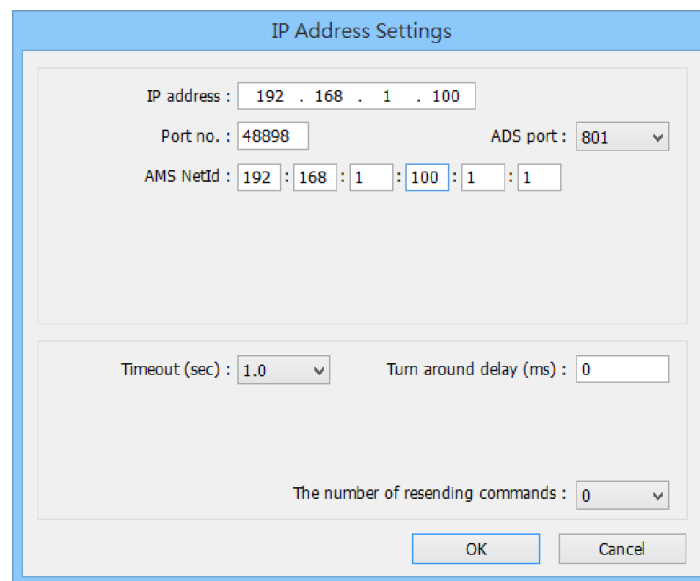 IP Address Settings
IP address : 192 . 168 . 1 . 100
Port no. : 48898 ADS port : 801
AMS NetId : 192 : 168 : 1 : 100 : 1 : 1
Timeout (sec) : 1.0 Turn around delay (ms) : 0
The number of resending commands : 0
OK Cancel